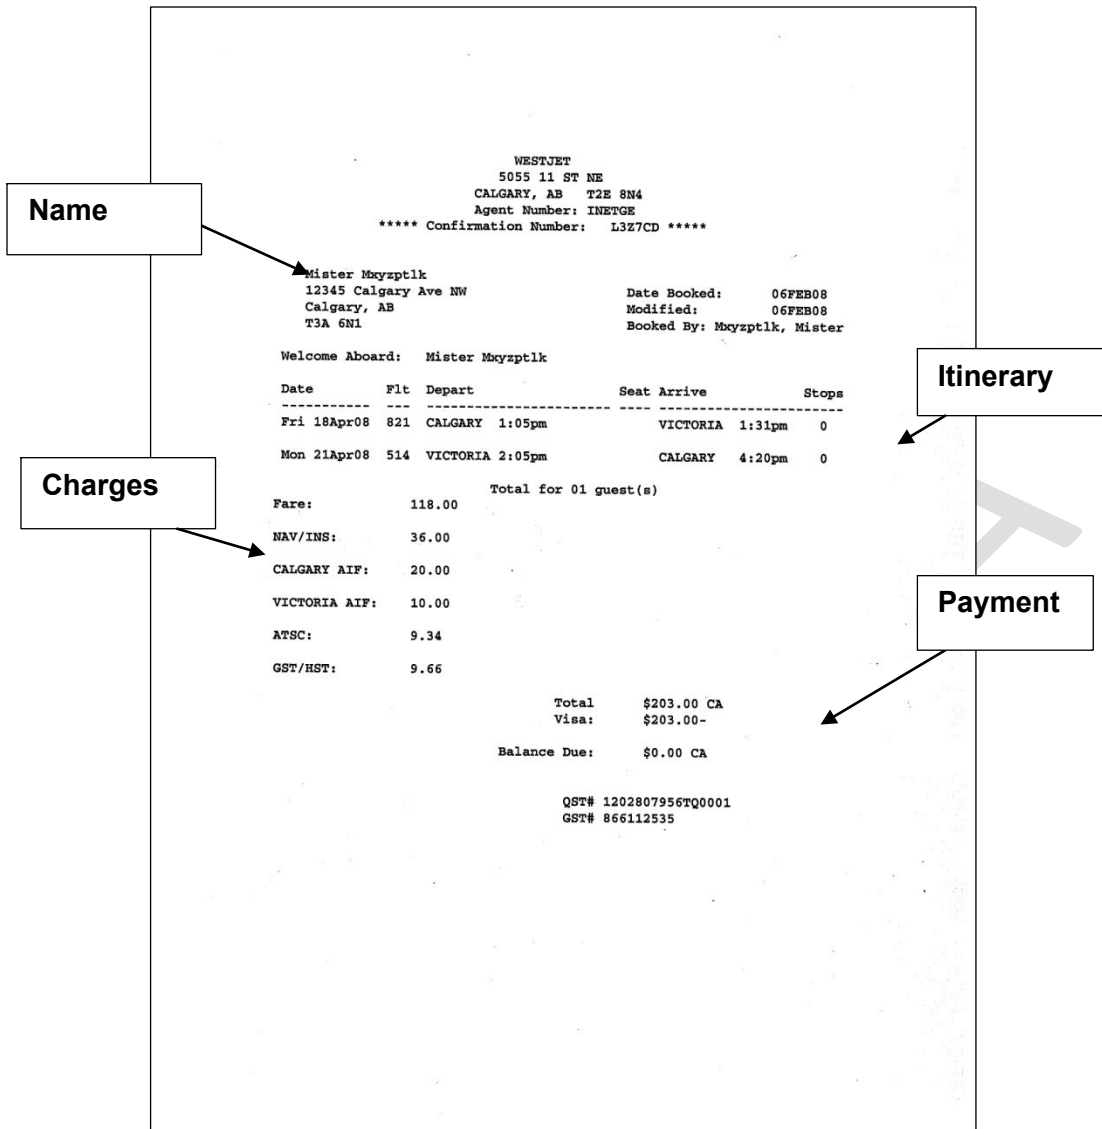 WESTJET
5055 11 ST NE
CALGARY, AB T2E 8N4
Agent Number: INETGE
***** Confirmation Number: L3Z7CD *****
Name
Mister Mxyzptlk
12345 Calgary Ave NW
Calgary, AB
T3A 6N1
Date Booked: 06FEB08
Modified: 06FEB08
Booked By: Mxyzptlk, Mister
Welcome Aboard: Mister Mxyzptlk
Itinerary
Date Flt Depart Seat Arrive Stops
------------ --- ------------------------- ---- -------------------------
Fri 18Apr08 821 CALGARY 1:05pm VICTORIA 1:31pm 0
Mon 21Apr08 514 VICTORIA 2:05pm CALGARY 4:20pm 0
Charges
Total for 01 guest(s)
Fare: 118.00
NAV/INS: 36.00
CALGARY AIF: 20.00
VICTORIA AIF: 10.00
ATSC: 9.34
GST/HST: 9.66
Payment
Total $203.00 CA
Visa: $203.00-
Balance Due: $0.00 CA
QST# 1202807956TQ0001
GST# 866112535